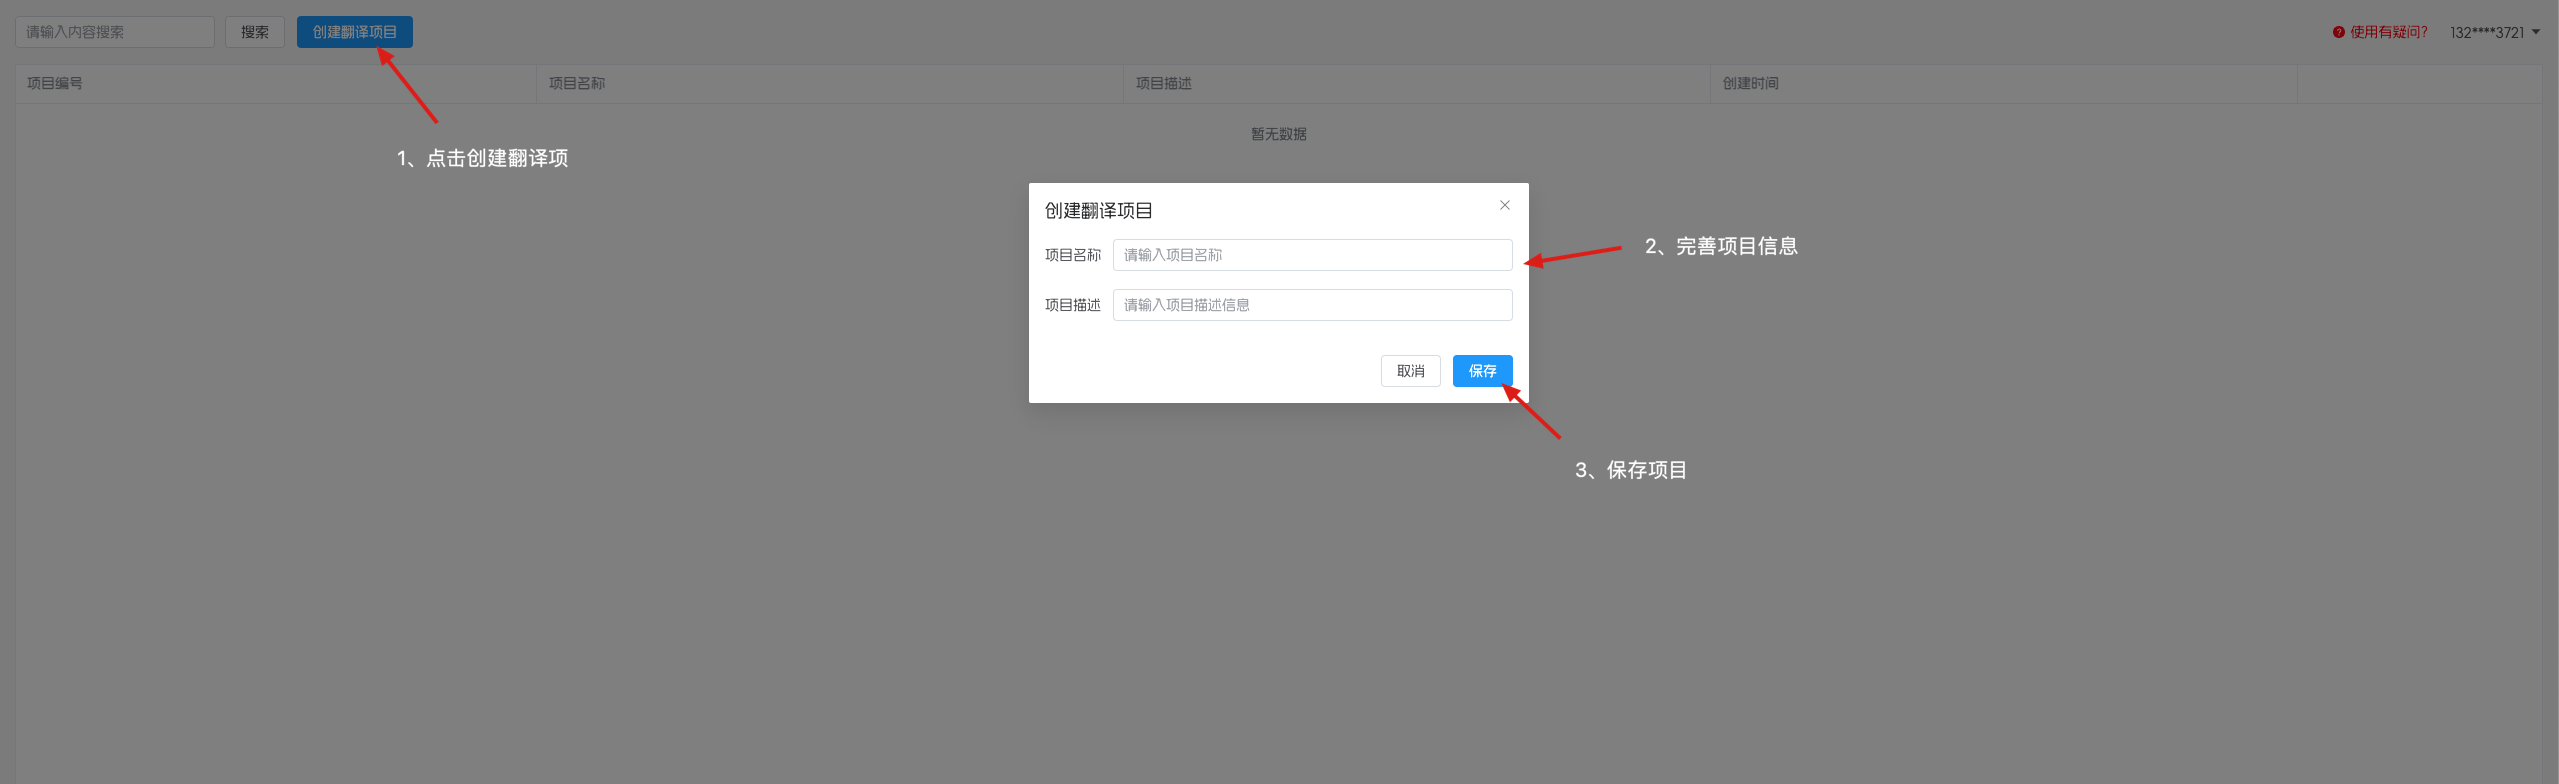 请输入内容搜索
搜索
创建翻译项目
使用有疑问?
132****3721
项目编号
项目名称
项目描述
创建时间
暂无数据
1、点击创建翻译项
创建翻译项目
项目名称
请输入项目名称
2、完善项目信息
项目描述
请输入项目描述信息
取消
保存
3、保存项目